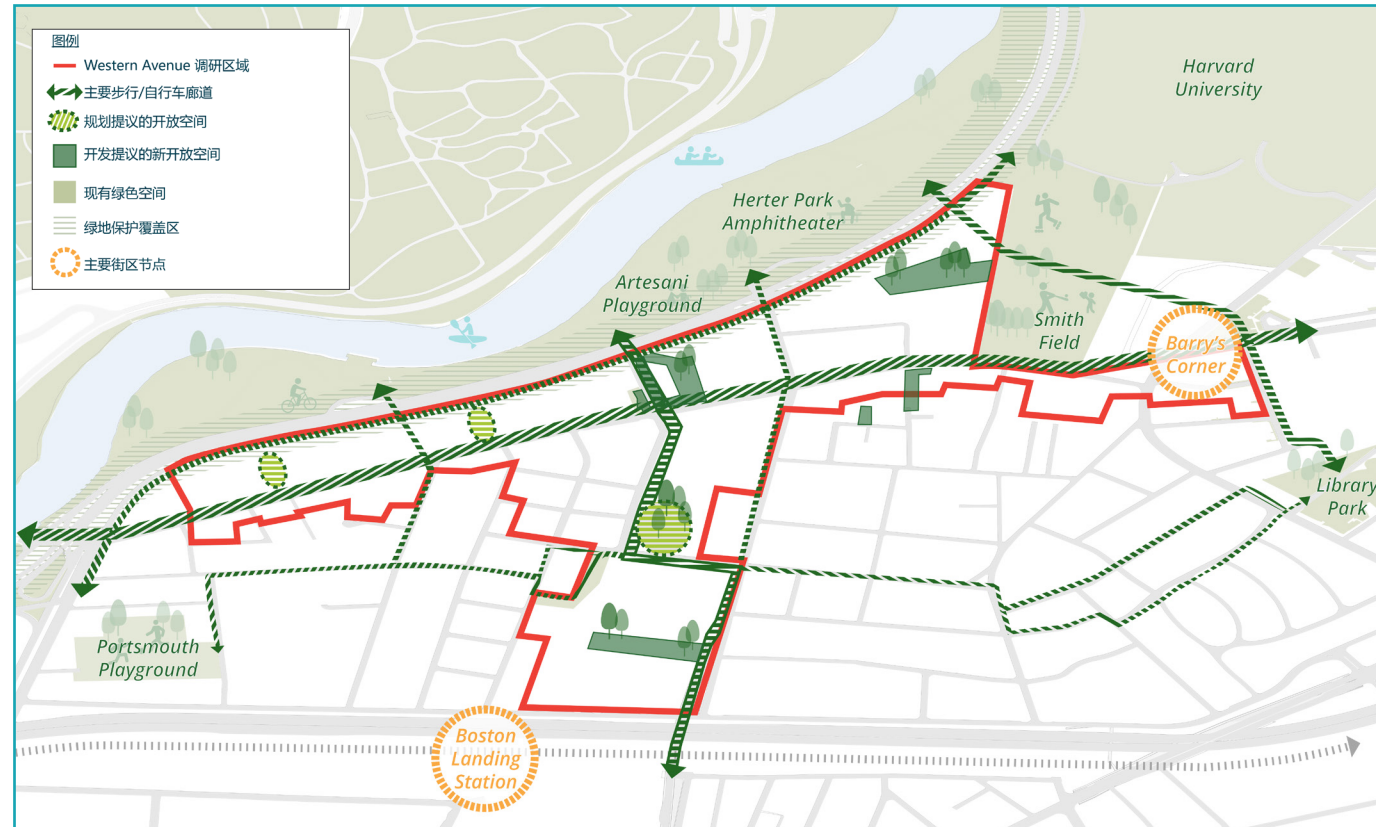 图例
Western Avenue 调研区域
主要步行/自行车廊道
规划提议的开放空间
开发提议的新开放空间
现有绿色空间
绿地保护覆盖区
主要街区节点
Harvard
University
Herter Park
Amphitheater
Artesani
Playground
Smith
Field
Barry's
Corner
Library
Park
Portsmouth
Playground
Boston
Landing
Station